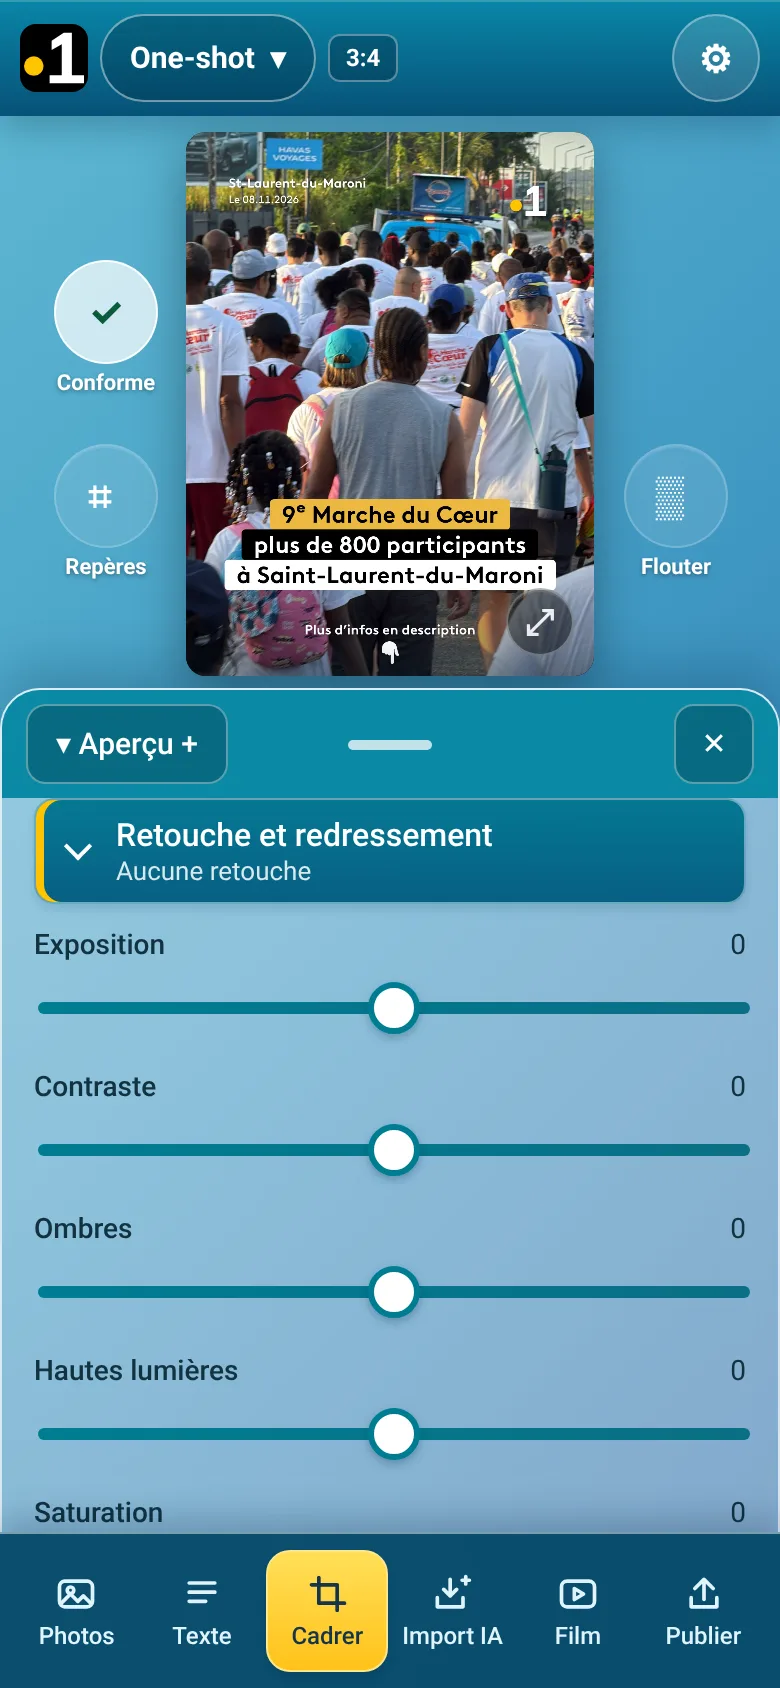 1
One-shot ▼
3:4
HAVAS
VOYAGES
St-Laurent-du-Maroni
Le 08.11.2026
1
Conforme
Repères
Flouter
9e Marche du Cœur
plus de 800 participants
à Saint-Laurent-du-Maroni
Plus d'infos en description
▾ Aperçu +
×
Retouche et redressement
Aucune retouche
Exposition 0
Contraste 0
Ombres 0
Hautes lumières 0
Saturation 0
Photos
Texte
Cadrer
Import IA
Film
Publier